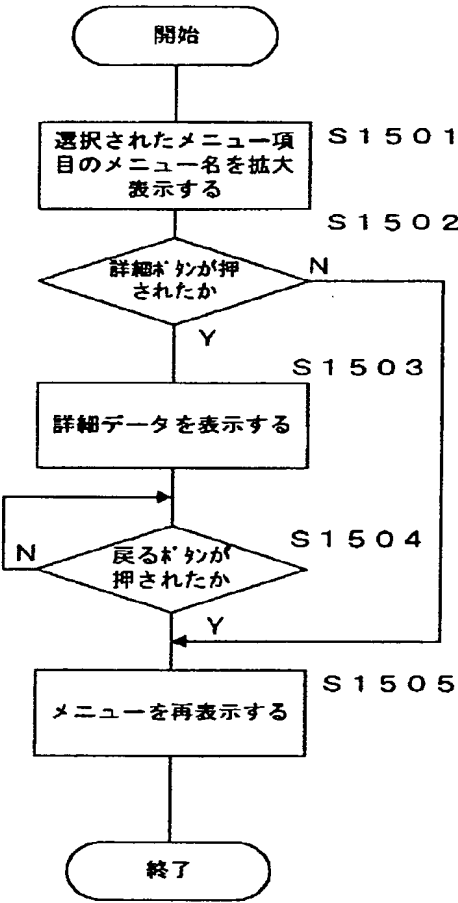 開始
S1501
選択されたメニュー項
目のメニュー名を拡大
表示する
S1502
詳細ﾎﾞﾀﾝが押
されたか
N
Y
S1503
詳細データを表示する
S1504
戻るﾎﾞﾀﾝが
押されたか
N
Y
S1505
メニューを再表示する
終了